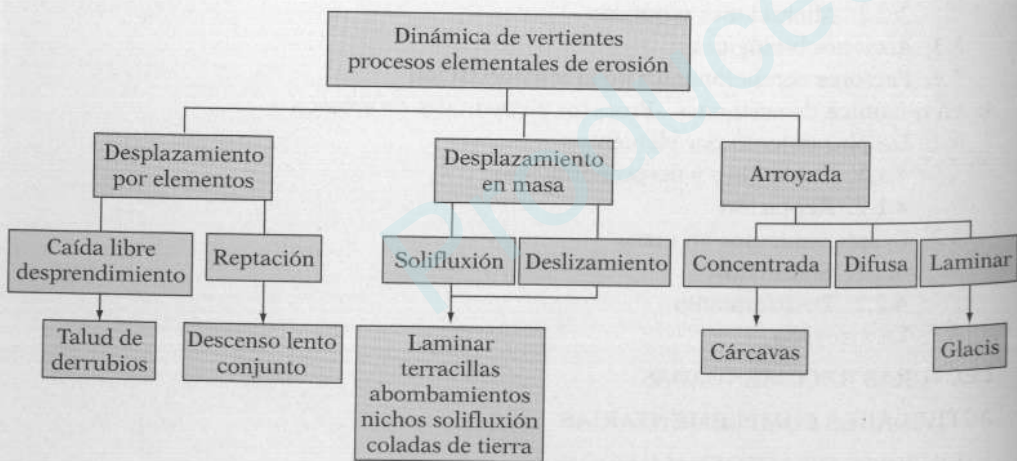 Dinámica de vertientes
procesos elementales de erosión
Desplazamiento
por elementos
Desplazamiento
en masa
Arroyada
Caída libre
desprendimiento
Reptación
Solifluxión
Deslizamiento
Concentrada
Difusa
Laminar
Talud de
derrubios
Descenso lento
conjunto
Laminar
terracillas
abombamientos
nichos solifluxión
coladas de tierra
Cárcavas
Glacis